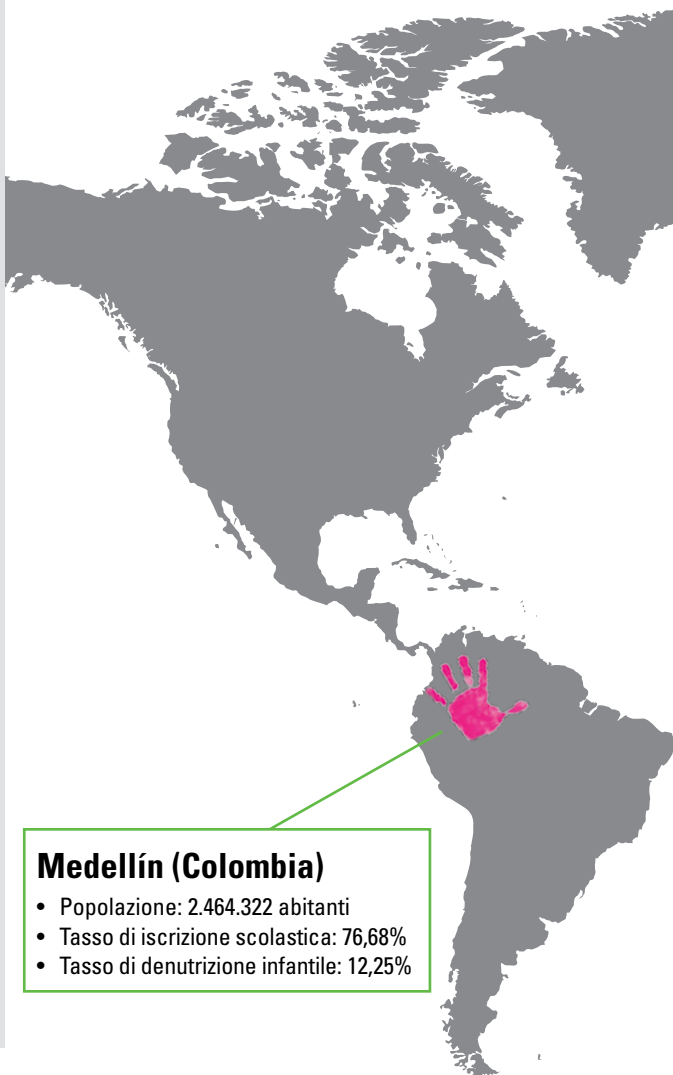 Medellín (Colombia)
• Popolazione: 2.464.322 abitanti
• Tasso di iscrizione scolastica: 76,68%
• Tasso di denutrizione infantile: 12,25%